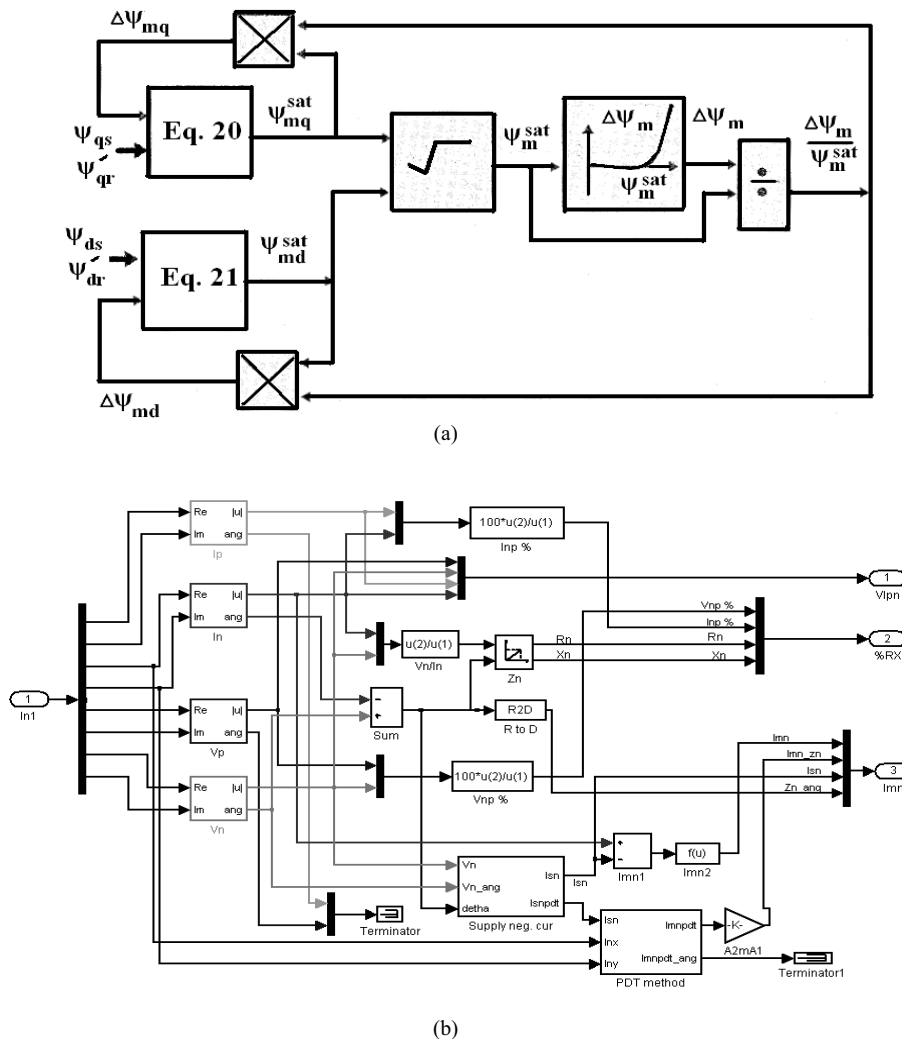 Δψmq
Eq. 20
ψmq^sat
ψqs
ψ′qr
ψm^sat
Δψm
ψm^sat
Δψm
Δψm
ψm^sat
ψds
ψ′dr
Eq. 21
ψmd^sat
Δψmd
(a)
Re |u|
Im ang
Ip
100*u(2)/u(1)
Inp %
1
VIpn
Re |u|
Im ang
In
Vnp %
Inp %
Rn
Xn
2
%RX
u(2)/u(1)
Vn/In
Rn
Xn
Zn
1
In1
Re |u|
Im ang
Vp
-
+
Sum
R2D
R to D
Re |u|
Im ang
Vn
100*u(2)/u(1)
Vnp %
Imn
Imn_zn
Isn
Zn_ang
3
Imn
+
-
Imn1
f(u)
Imn2
Vn
Vn_ang
detha
Isn
Isnpdt
Supply neg. cur
Isn
Terminator
Isn
Inx
Iny
Imnpdt
Imnpdt_ang
PDT method
-K-
A2mA1
Terminator1
(b)